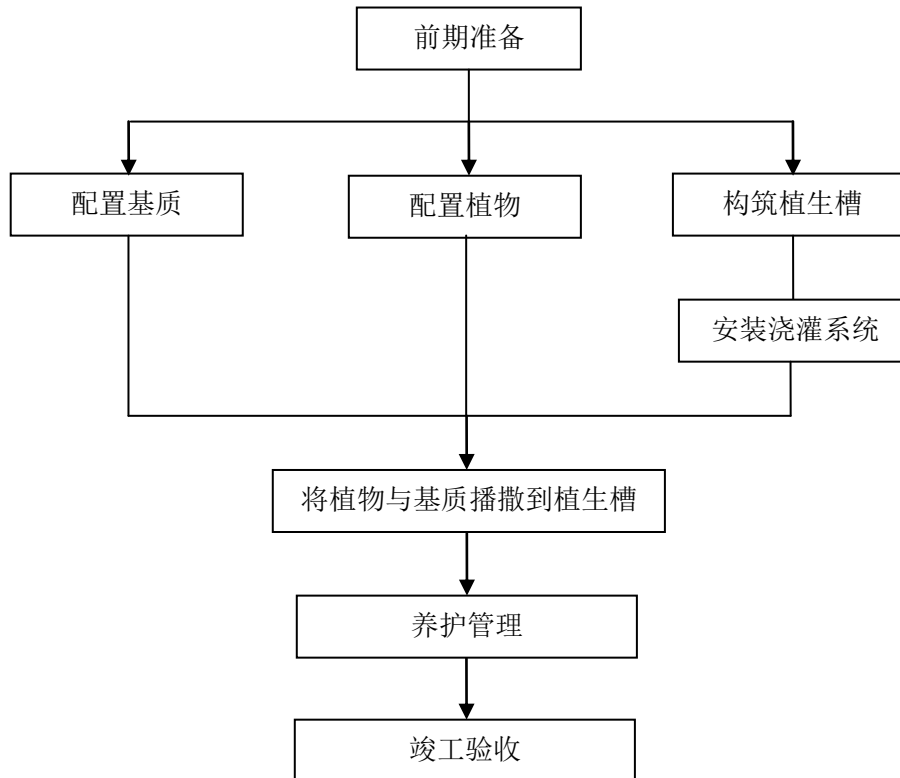 前期准备
配置基质
配置植物
构筑植生槽
安装浇灌系统
将植物与基质播撒到植生槽
养护管理
竣工验收